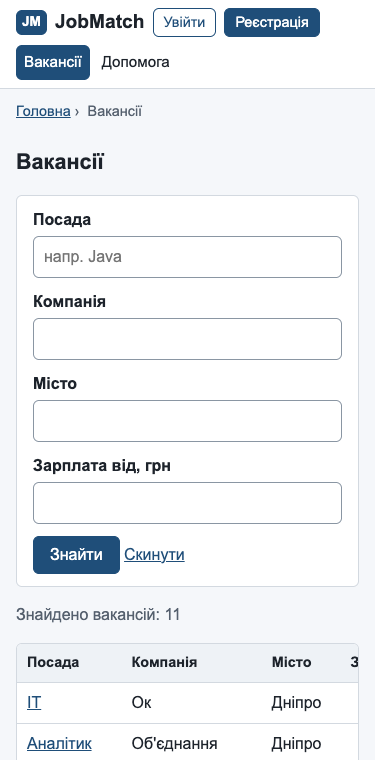 JM JobMatch Увійти Реєстрація
Вакансії Допомога
Головна › Вакансії
Вакансії
Посада
напр. Java
Компанія
Місто
Зарплата від, грн
Знайти Скинути
Знайдено вакансій: 11
Посада Компанія Місто
IT Ок Дніпро
Аналітик Об'єднання Дніпро